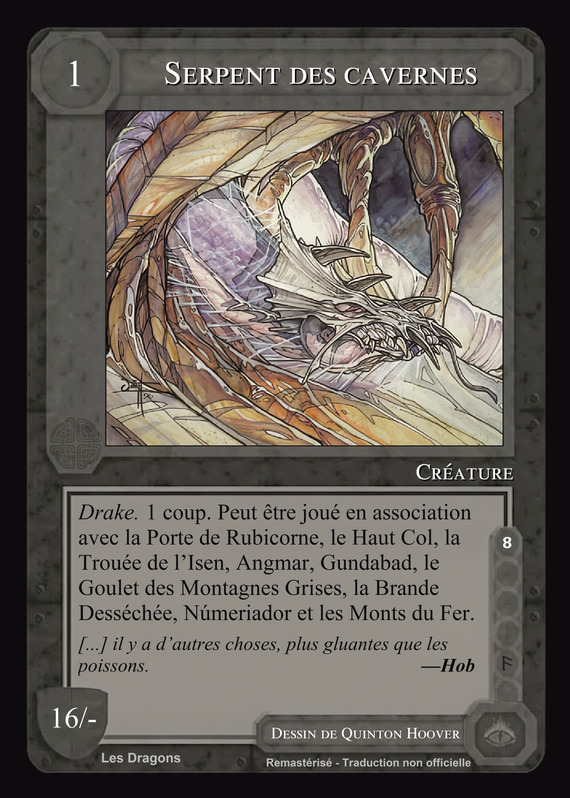 1
SERPENT DES CAVERNES
CRÉATURE
Drake. 1 coup. Peut être joué en association
avec la Porte de Rubicorne, le Haut Col, la
Trouée de l'Isen, Angmar, Gundabad, le
Goulet des Montagnes Grises, la Brande
Desséchée, Númeriador et les Monts du Fer.
8
[...] il y a d'autres choses, plus gluantes que les
poissons. —Hob
16/-
DESSIN DE QUINTON HOOVER
Les Dragons
Remastérisé - Traduction non officielle